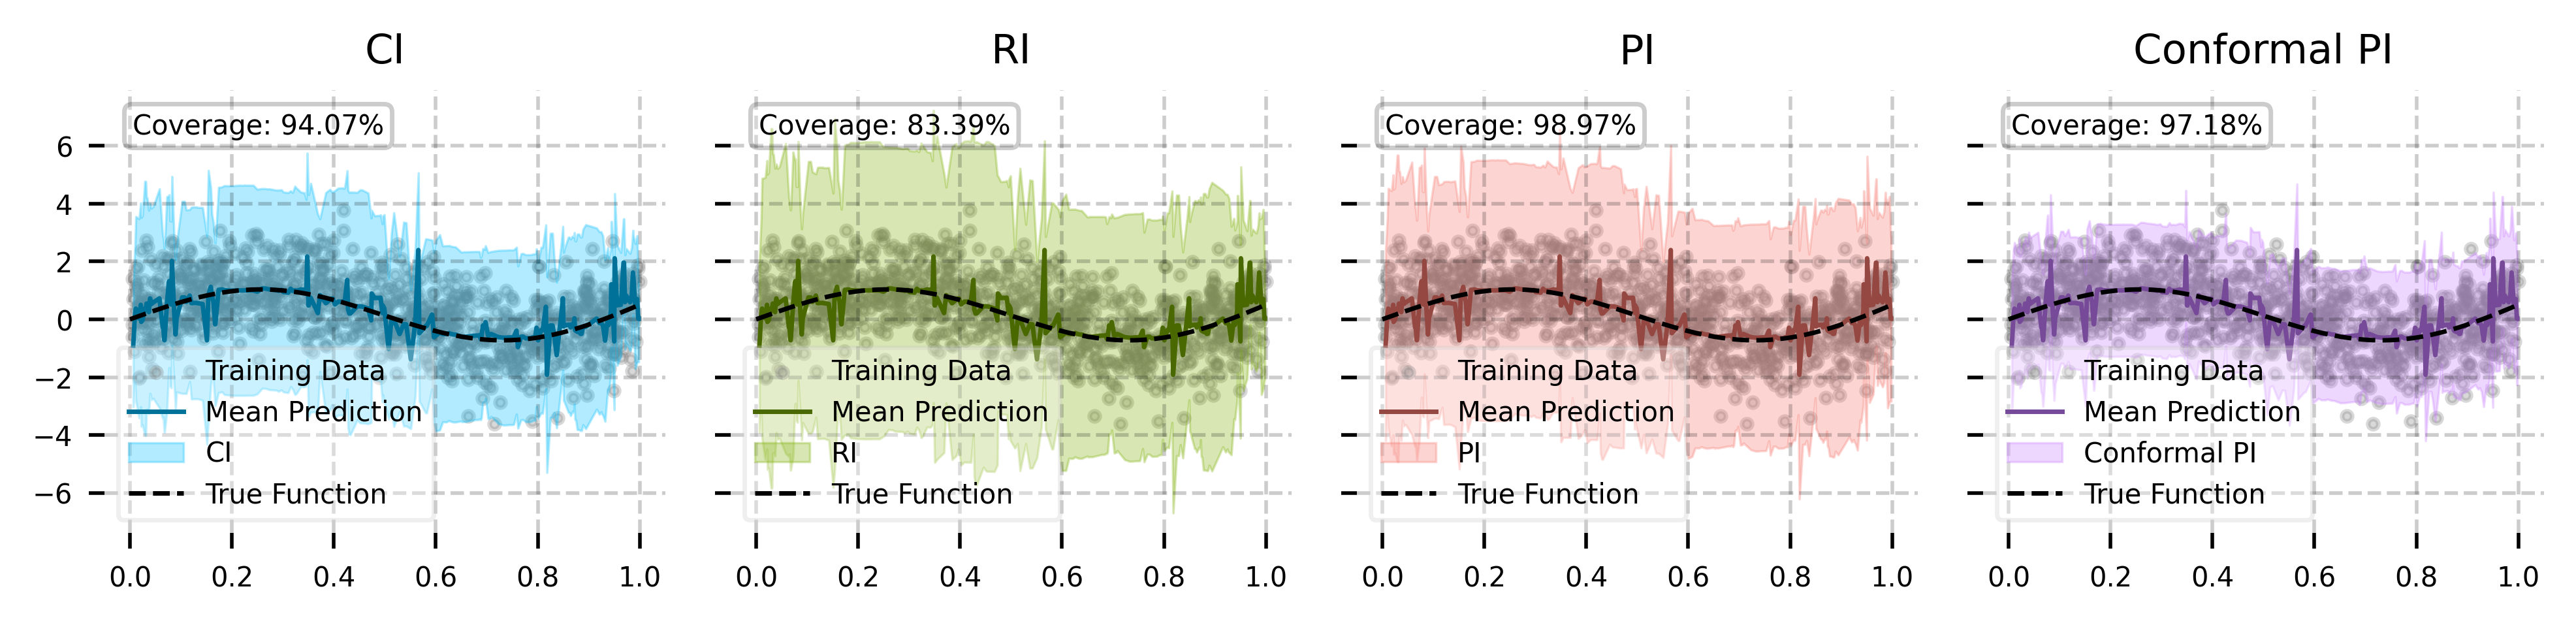 CI
RI
PI
Conformal PI
Coverage: 94.07%
Coverage: 83.39%
Coverage: 98.97%
Coverage: 97.18%
6
4
2
0
−2
−4
−6
Training Data
Mean Prediction
CI
True Function
Training Data
Mean Prediction
RI
True Function
Training Data
Mean Prediction
PI
True Function
Training Data
Mean Prediction
Conformal PI
True Function
0.0 0.2 0.4 0.6 0.8 1.0
0.0 0.2 0.4 0.6 0.8 1.0
0.0 0.2 0.4 0.6 0.8 1.0
0.0 0.2 0.4 0.6 0.8 1.0